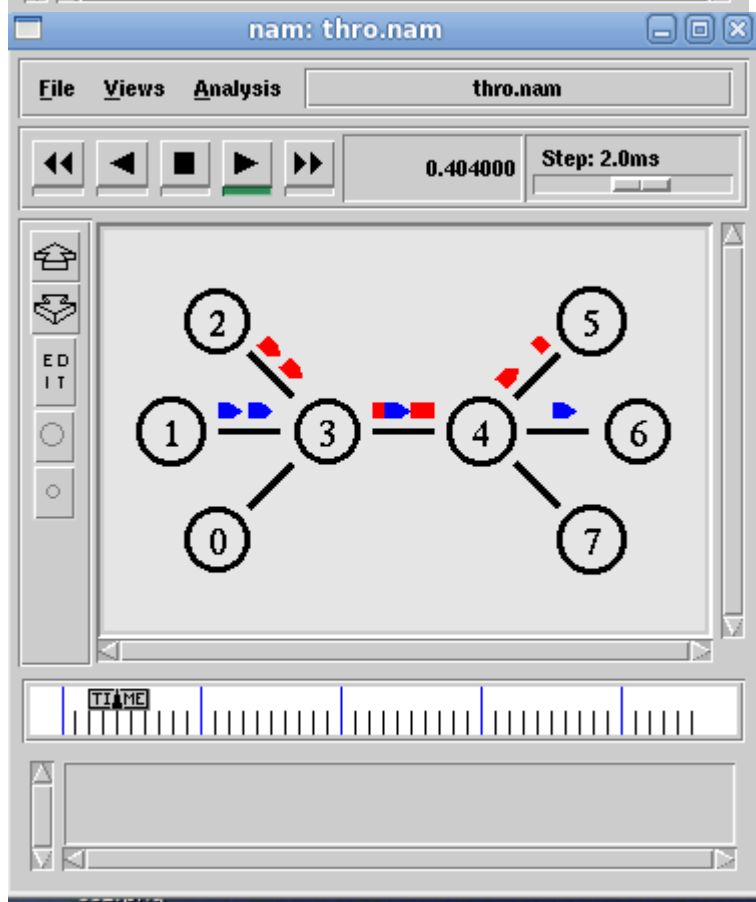 nam: thro.nam
File Views Analysis thro.nam
0.404000 Step: 2.0ms
ED
IT
2 5
1 3 4 6
0 7
TIME